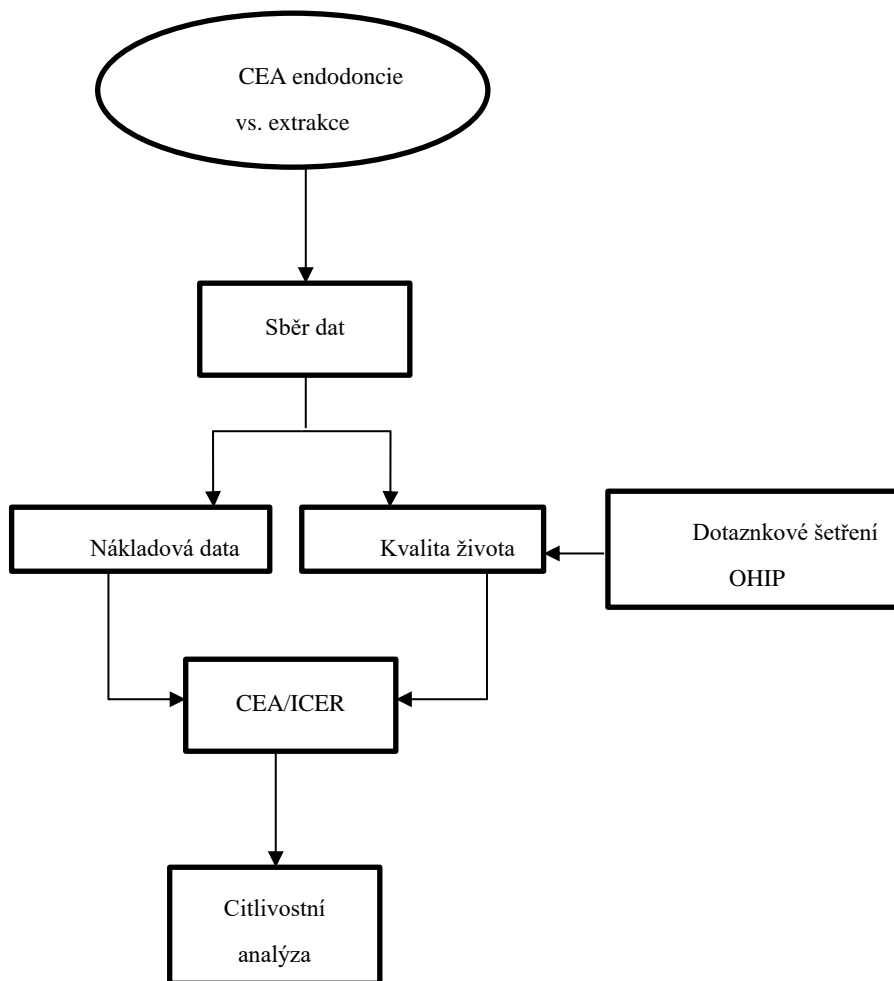 CEA endodoncie
vs. extrakce
Sběr dat
Nákladová data
Kvalita života
Dotaznkové šetření
OHIP
CEA/ICER
Citlivostní
analýza